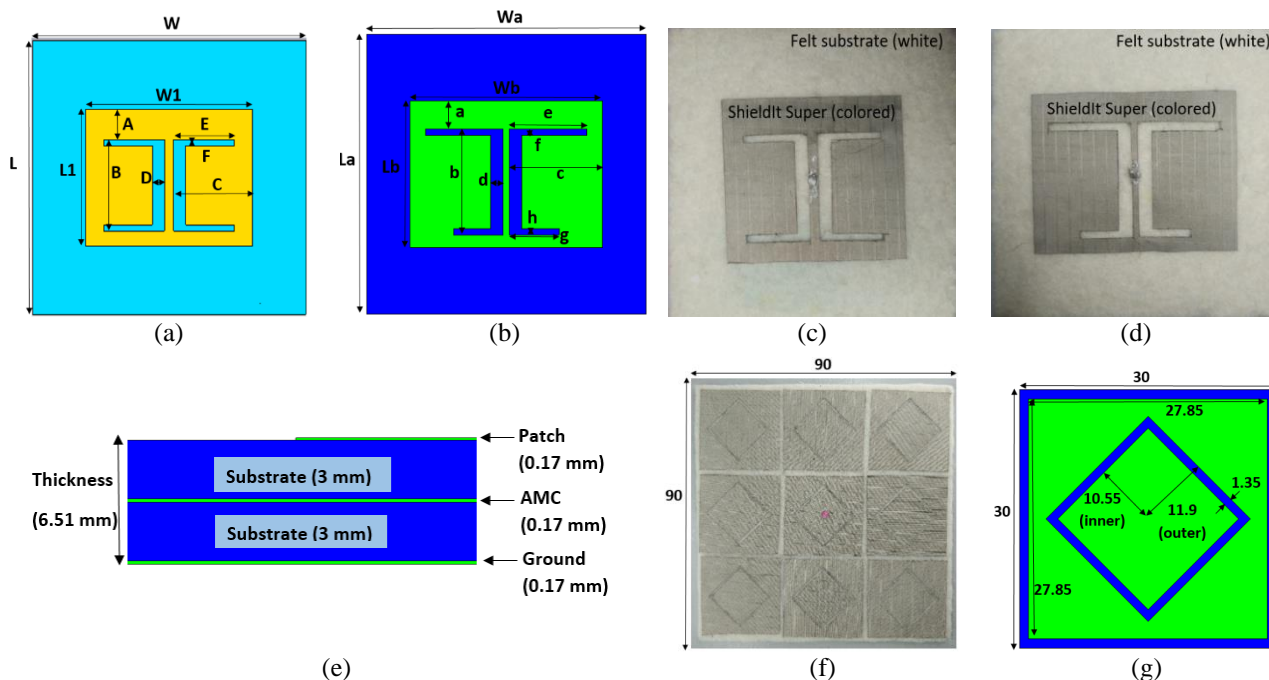 W
L
W1
L1
A
B
C
D
E
F
(a)
Wa
La
Wb
Lb
a
b
c
d
e
f
g
h
(b)
Felt substrate (white)
ShieldIt Super (colored)
(c)
Felt substrate (white)
ShieldIt Super (colored)
(d)
Thickness
(6.51 mm)
Substrate (3 mm)
Substrate (3 mm)
Patch
(0.17 mm)
AMC
(0.17 mm)
Ground
(0.17 mm)
(e)
90
90
(f)
30
30
27.85
27.85
10.55
(inner)
11.9
(outer)
1.35
(g)